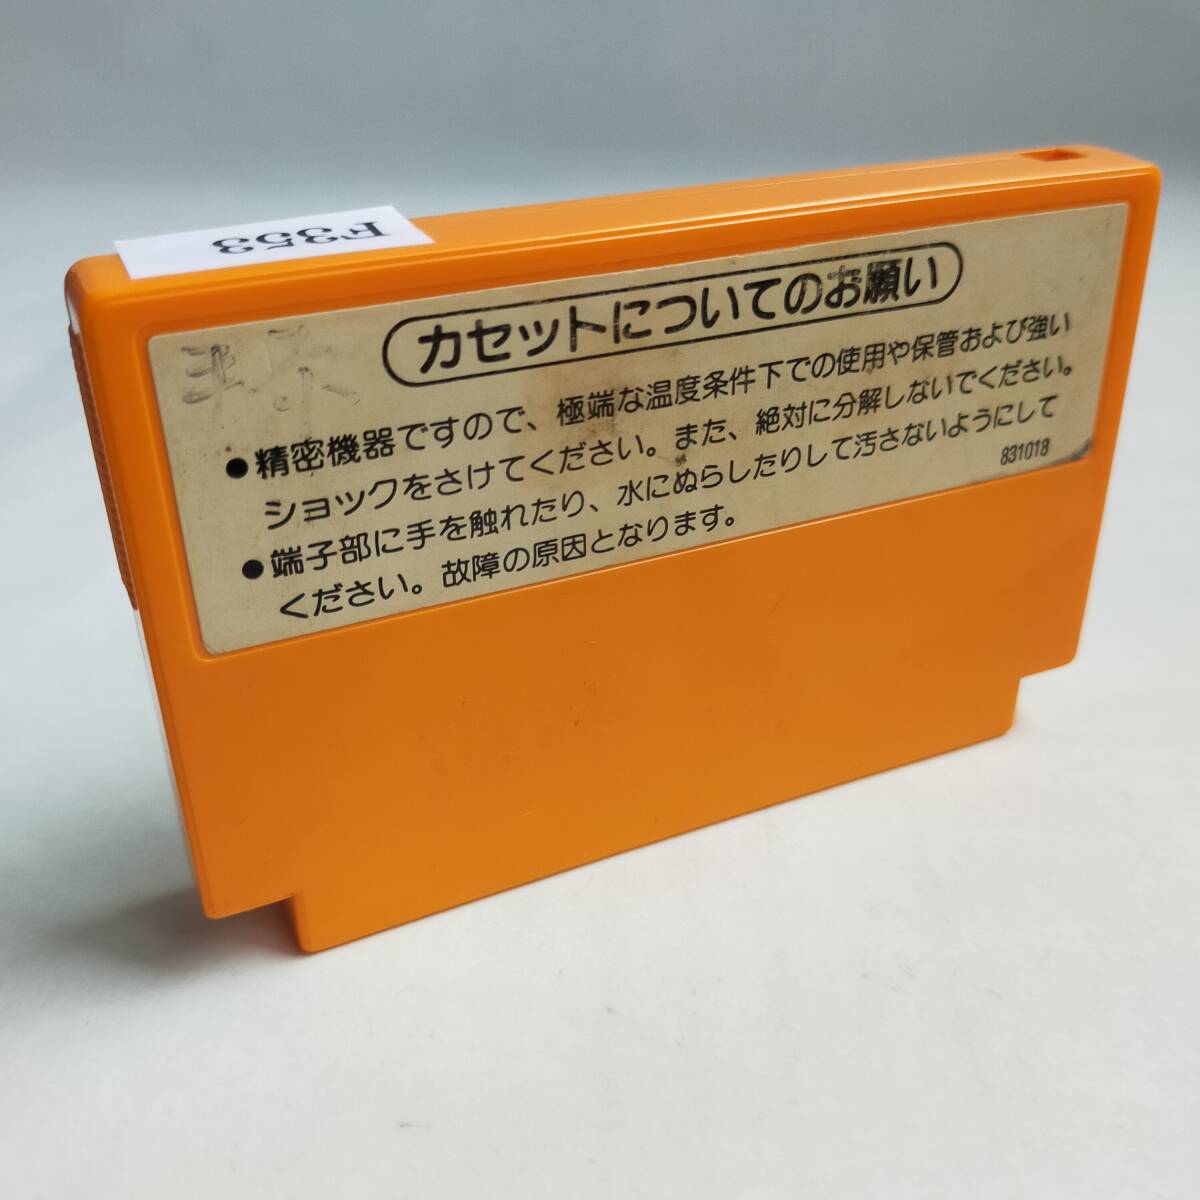 F353
カセットについてのお願い
●精密機器ですので、極端な温度条件下での使用や保管および強い
ショックをさけてください。また、絶対に分解しないでください。
●端子部に手を触れたり、水にぬらしたりして汚さないようにして
ください。故障の原因となります。
831018